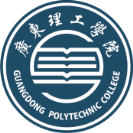 廣東理工學院
GUANGDONG POLYTECHNIC COLLEGE